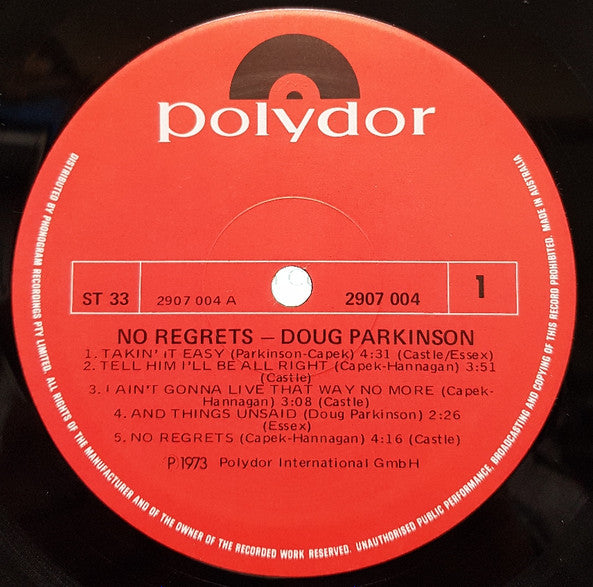 polydor
ST 33
2907 004 A
2907 004
1
NO REGRETS – DOUG PARKINSON
1. TAKIN' IT EASY (Parkinson-Capek) 4:31 (Castle/Essex)
2. TELL HIM I'LL BE ALL RIGHT (Capek-Hannagan) 3:51
(Castle)
3. I AIN'T GONNA LIVE THAT WAY NO MORE (Capek-
Hannagan) 3:08 (Castle)
4. AND THINGS UNSAID (Doug Parkinson) 2:26
(Essex)
5. NO REGRETS (Capek-Hannagan) 4:16 (Castle)
℗1973 Polydor International GmbH
DISTRIBUTED BY PHONOGRAM RECORDINGS PTY LIMITED. ALL RIGHTS OF THE MANUFACTURER AND OF THE OWNER OF THE RECORDED WORK RESERVED. UNAUTHORISED PUBLIC PERFORMANCE, BROADCASTING AND COPYING OF THIS RECORD PROHIBITED. MADE IN AUSTRALIA